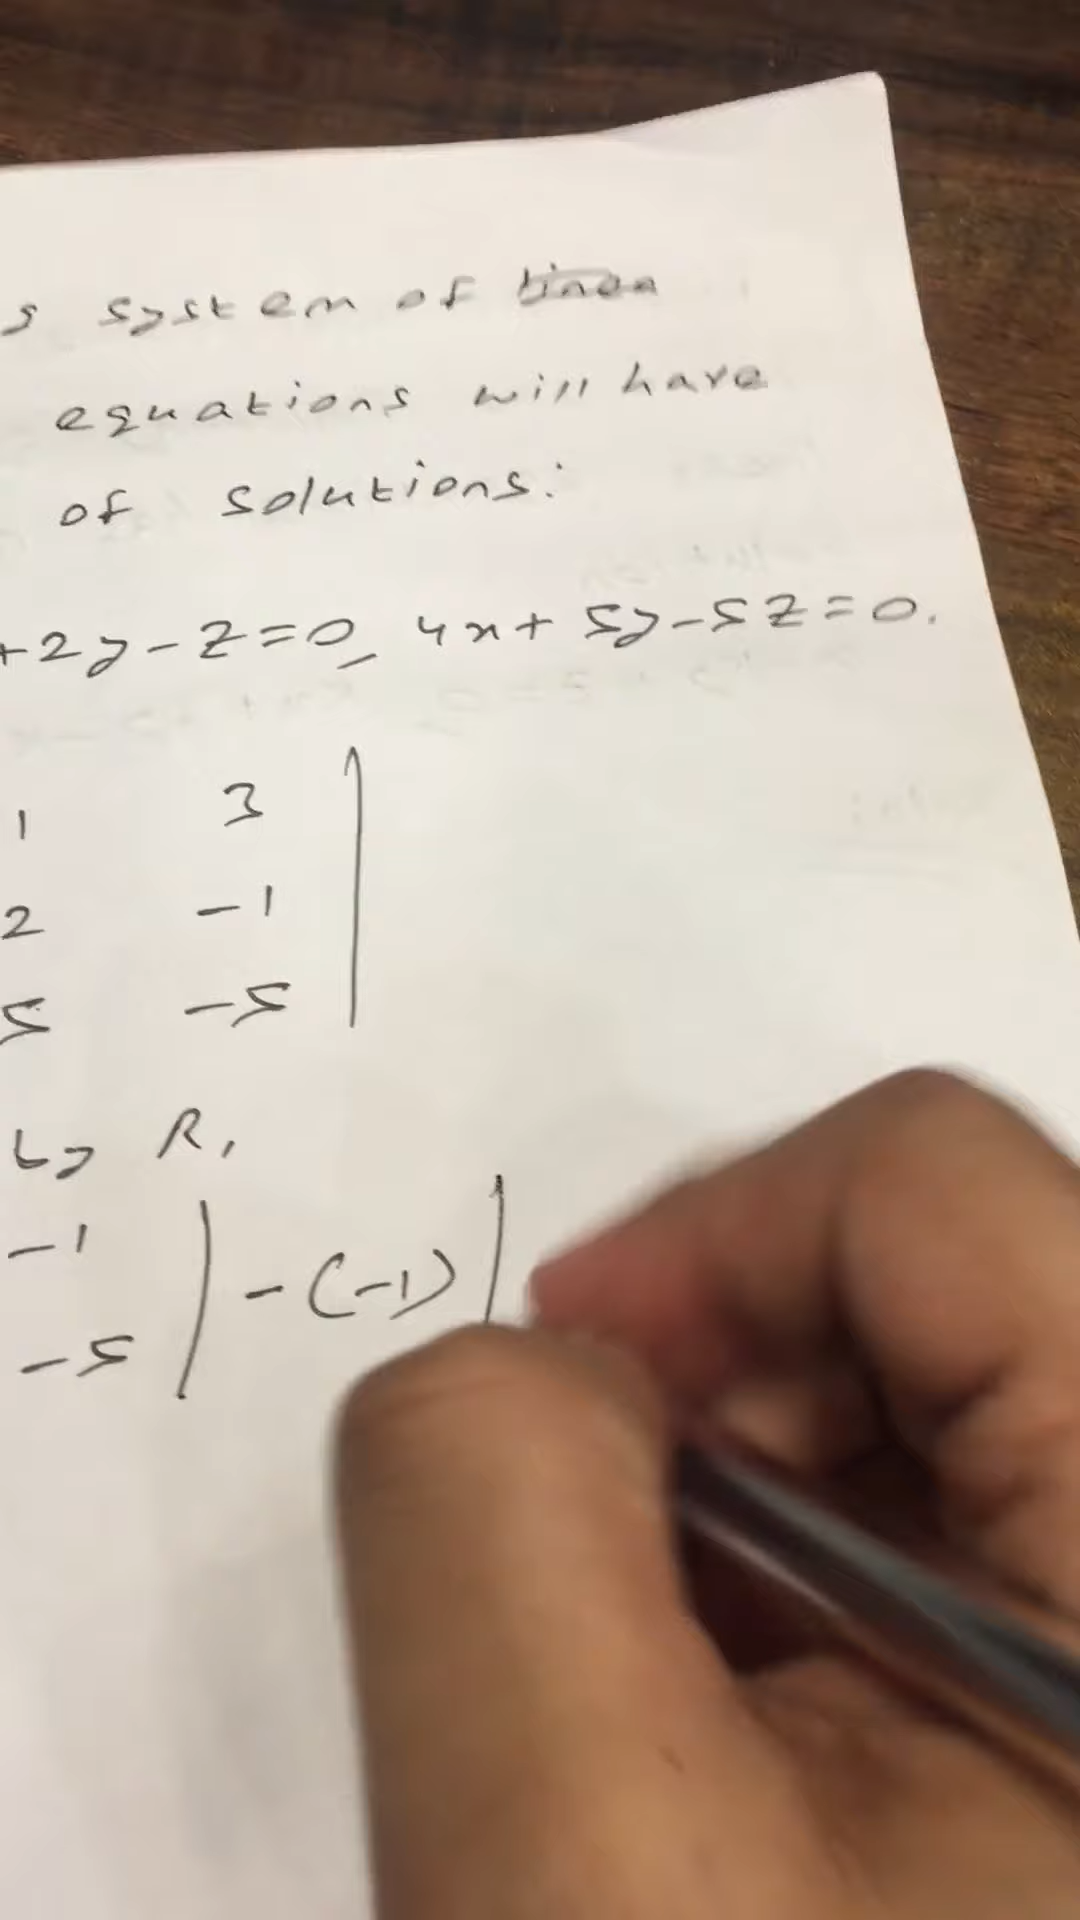 s system of linea
equations will have
of solutions:
+2y-z=0, 4x+5y-5z=0.
1 3
2 -1
5 -5
by R1
-1 | -(-1) |
-5